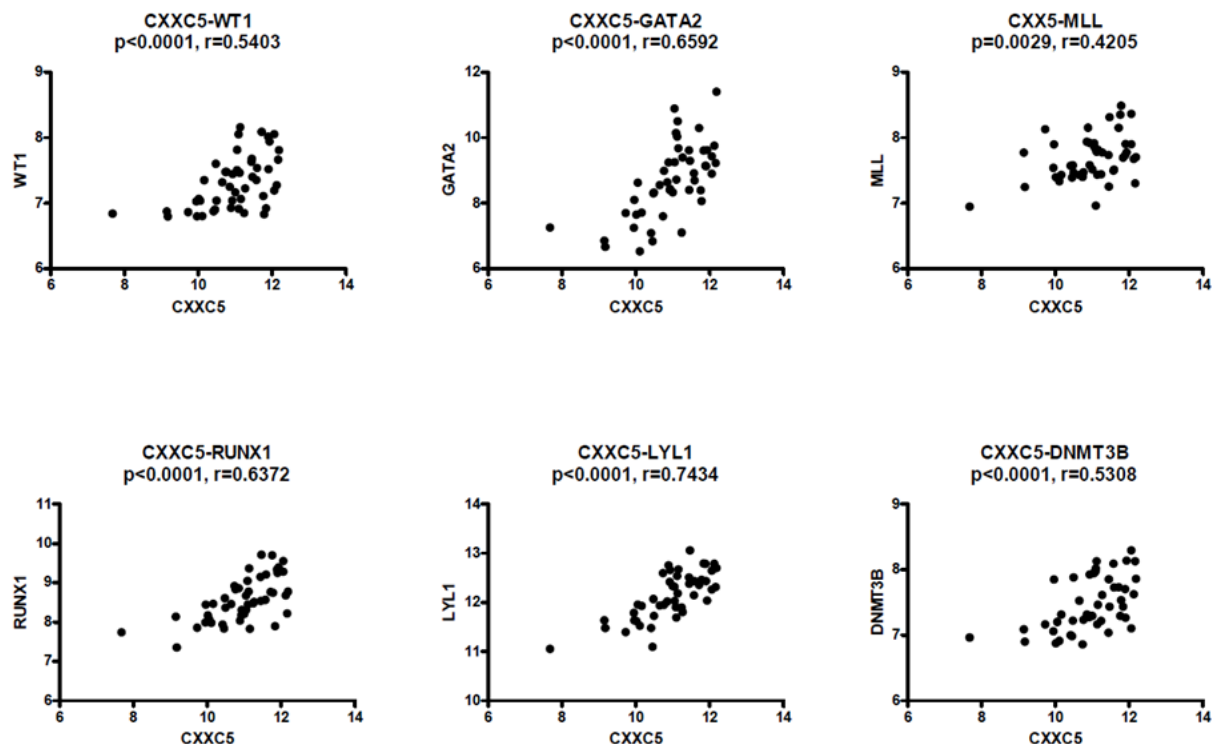 CXXC5-WT1
p<0.0001, r=0.5403
9
8
7
6
WT1
6 8 10 12 14
CXXC5
CXXC5-GATA2
p<0.0001, r=0.6592
12
11
10
9
8
7
6
GATA2
6 8 10 12 14
CXXC5
CXX5-MLL
p=0.0029, r=0.4205
9
8
7
6
MLL
6 8 10 12 14
CXXC5
CXXC5-RUNX1
p<0.0001, r=0.6372
11
10
9
8
7
6
RUNX1
6 8 10 12 14
CXXC5
CXXC5-LYL1
p<0.0001, r=0.7434
14
13
12
11
10
LYL1
6 8 10 12 14
CXXC5
CXXC5-DNMT3B
p<0.0001, r=0.5308
9
8
7
6
DNMT3B
6 8 10 12 14
CXXC5